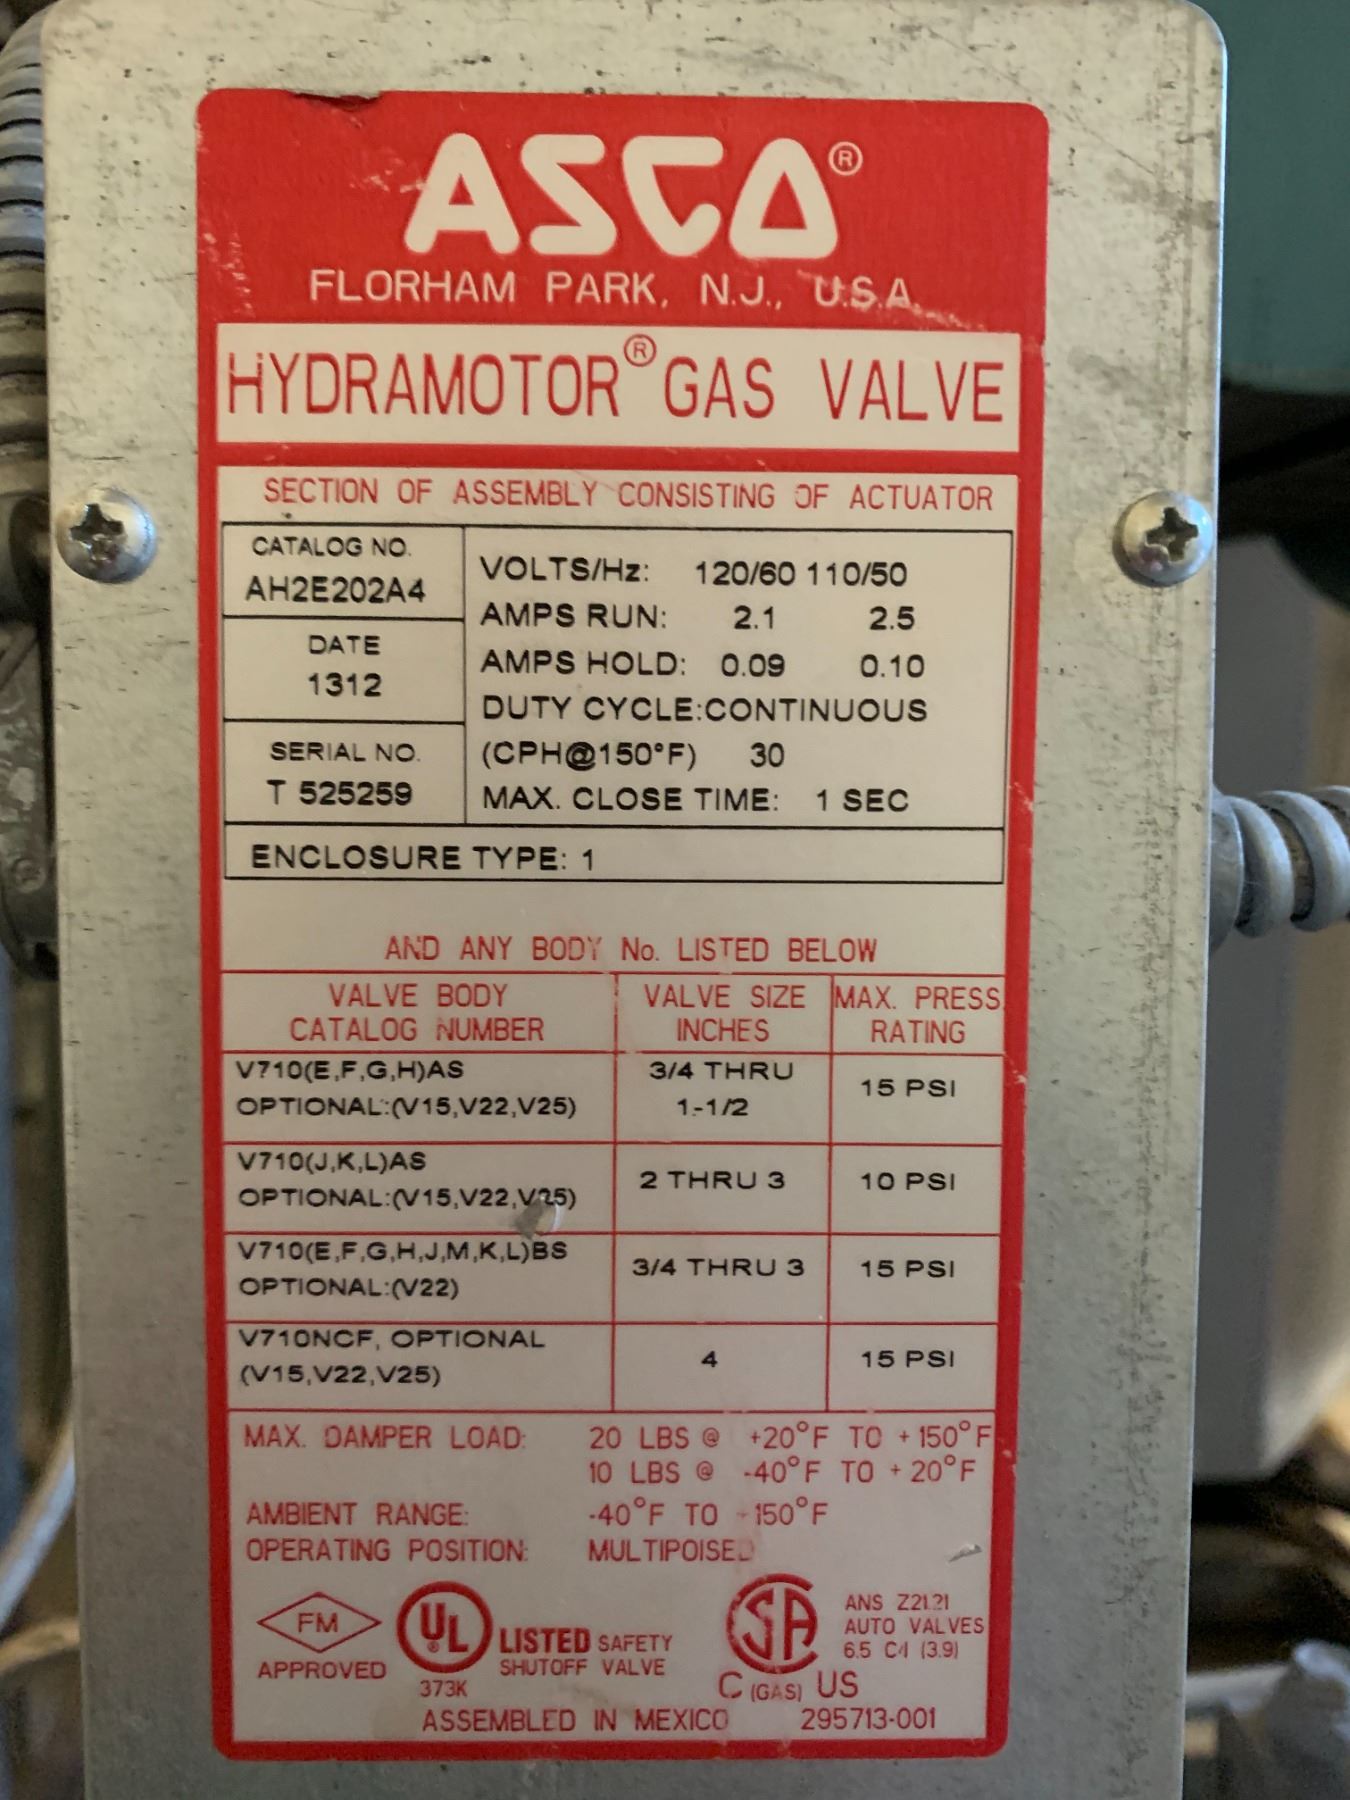 ASCO®
FLORHAM PARK, N.J., U.S.A.
HYDRAMOTOR® GAS VALVE
SECTION OF ASSEMBLY CONSISTING OF ACTUATOR
CATALOG NO.
AH2E202A4
DATE
1312
SERIAL NO.
T 525259
VOLTS/Hz: 120/60 110/50
AMPS RUN: 2.1 2.5
AMPS HOLD: 0.09 0.10
DUTY CYCLE:CONTINUOUS
(CPH@150°F) 30
MAX. CLOSE TIME: 1 SEC
ENCLOSURE TYPE: 1
AND ANY BODY No. LISTED BELOW
VALVE BODY
CATALOG NUMBER
VALVE SIZE
INCHES
MAX. PRESS
RATING
V710(E,F,G,H)AS
OPTIONAL:(V15,V22,V25)
3/4 THRU
1-1/2
15 PSI
V710(J,K,L)AS
OPTIONAL:(V15,V22,V25)
2 THRU 3
10 PSI
V710(E,F,G,H,J,M,K,L)BS
OPTIONAL:(V22)
3/4 THRU 3
15 PSI
V710NCF, OPTIONAL
(V15,V22,V25)
4
15 PSI
MAX. DAMPER LOAD: 20 LBS @ +20°F TO +150°F
10 LBS @ -40°F TO +20°F
AMBIENT RANGE: -40°F TO +150°F
OPERATING POSITION: MULTIPOISED
FM
APPROVED
UL®
373K
LISTED SAFETY
SHUTOFF VALVE
SA
C (GAS) US
ANS Z21.21
AUTO VALVES
6.5 C/I (3.9)
ASSEMBLED IN MEXICO 295713-001